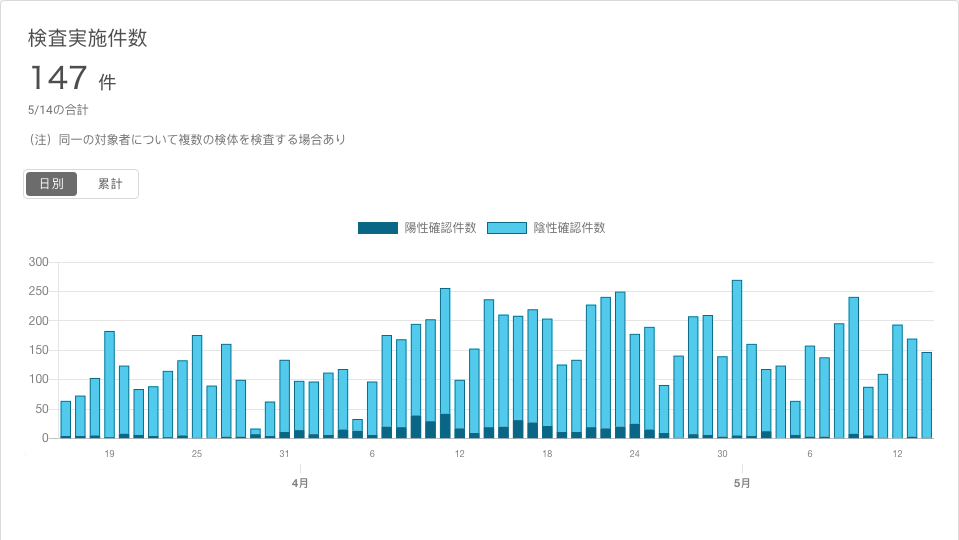 検査実施件数
147 件
5/14の合計
（注）同一の対象者について複数の検体を検査する場合あり
日別 累計
陽性確認件数 陰性確認件数
300
250
200
150
100
50
0
19 25 31 6 12 18 24 30 6 12
4月 5月